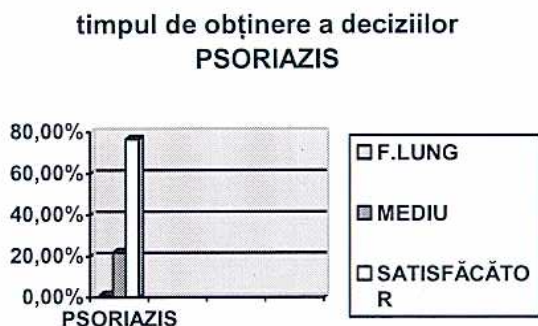 timpul de obținere a deciziilor
PSORIAZIS
80,00%
60,00%
40,00%
20,00%
0,00%
PSORIAZIS
F.LUNG
MEDIU
SATISFĂCĂTO
R